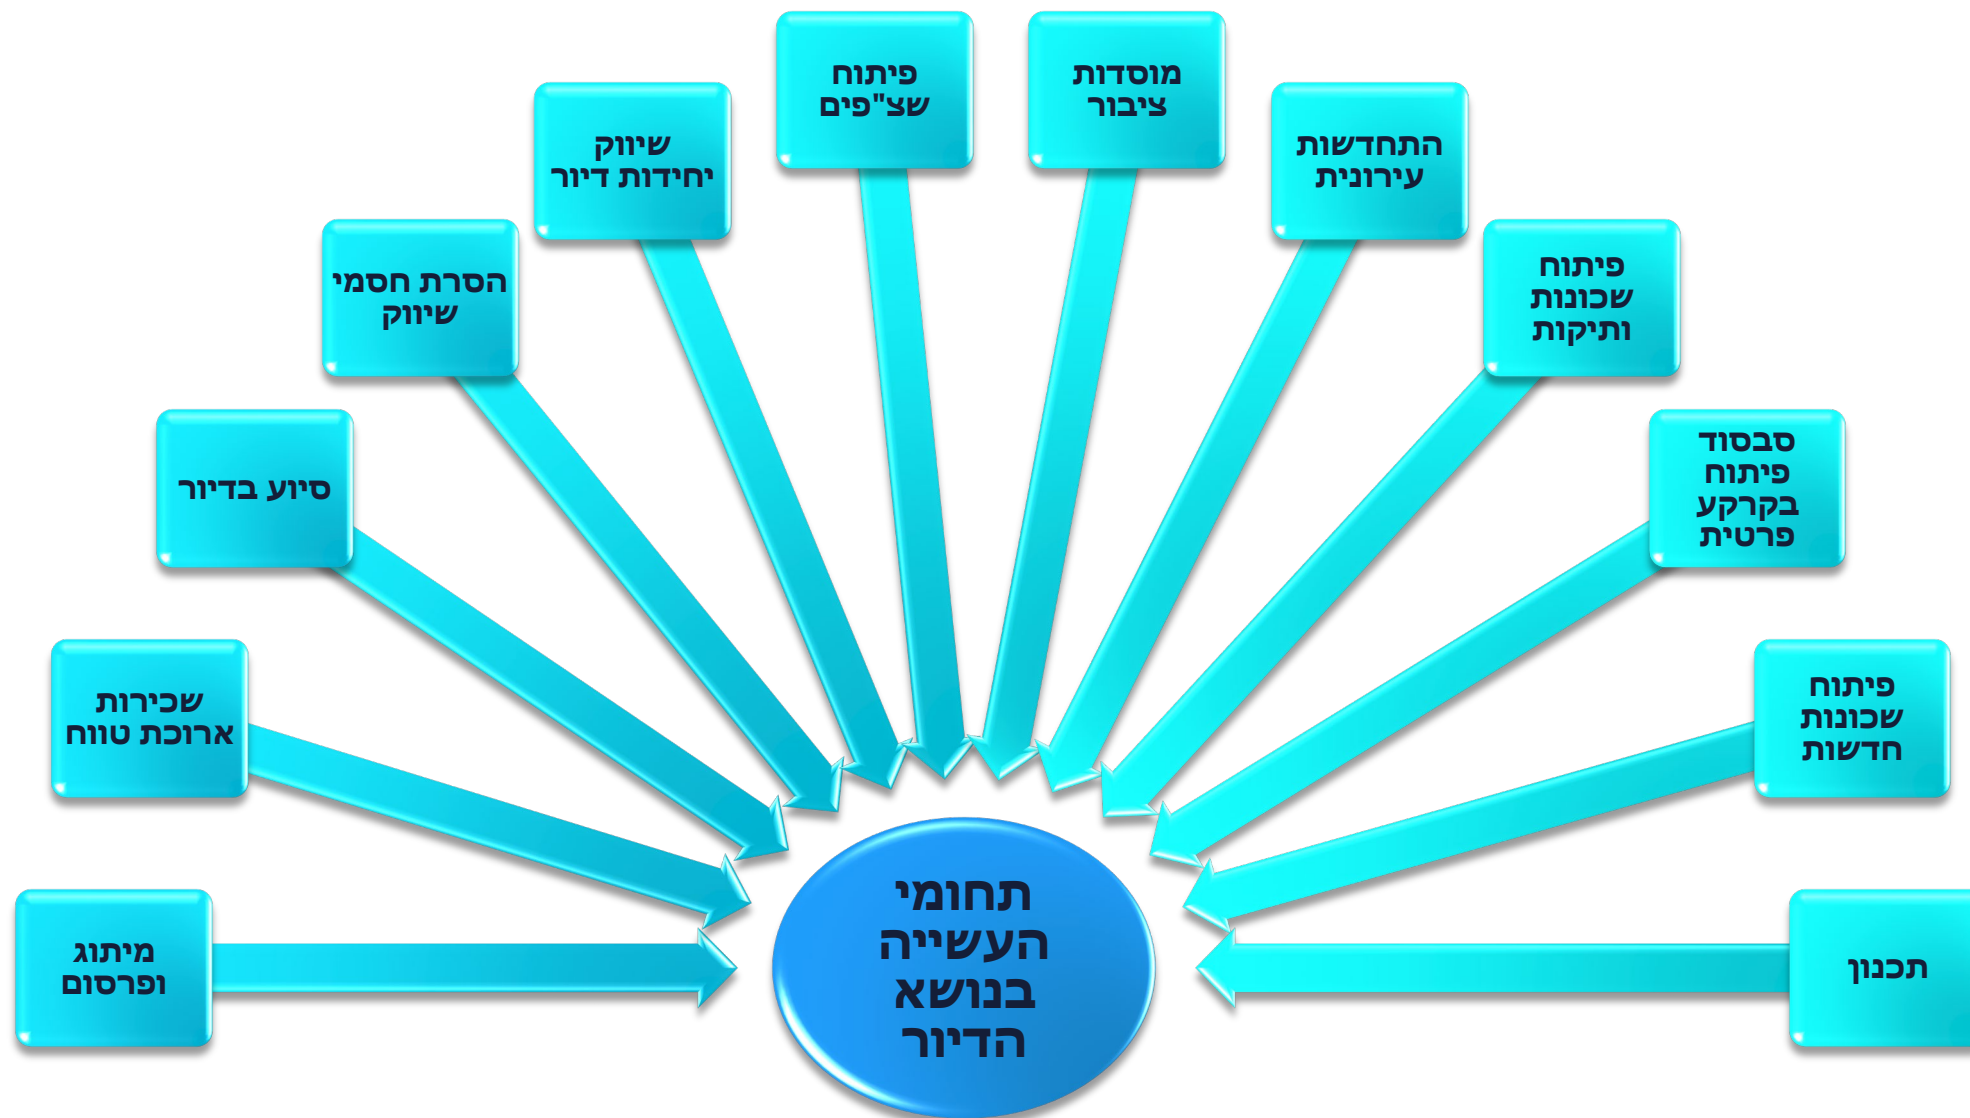 תכנון
פיתוח
שכונות
חדשות
סבסוד
פיתוח
בקרקע
פרטית
פיתוח
שכונות
ותיקות
התחדשות
עירונית
מוסדות
ציבור
פיתוח
שצ"פים
שיווק
יחידות דיור
הסרת חסמי
שיווק
סיוע בדיור
שכירות
ארוכת טווח
מיתוג
ופרסום
תחומי
העשייה
בנושא
הדיור